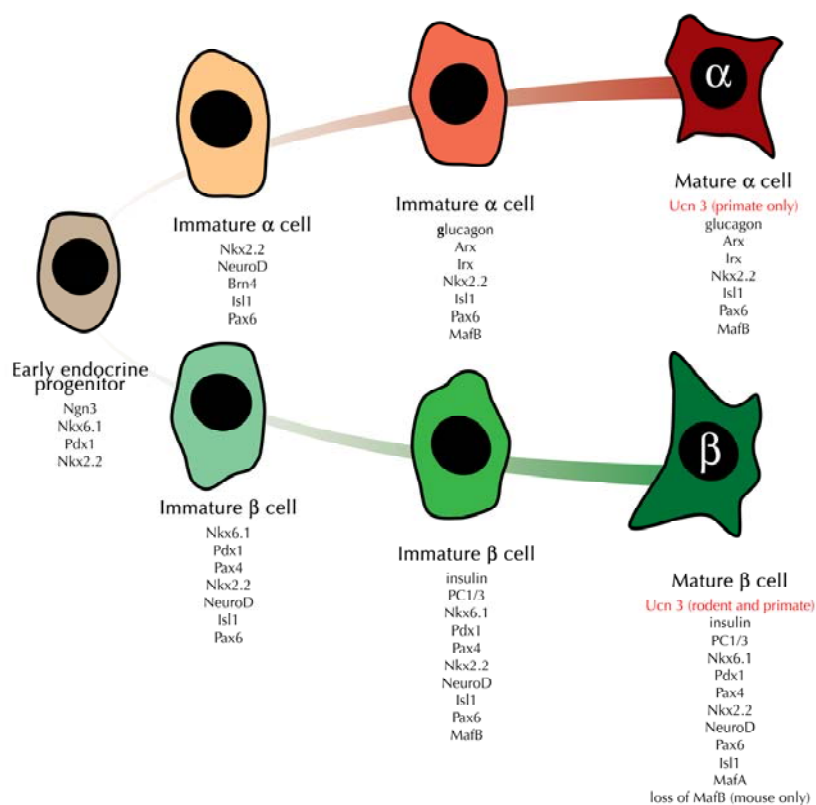 α
Mature α cell
Ucn 3 (primate only)
glucagon
Arx
Irx
Nkx2.2
Isl1
Pax6
MafB
Immature α cell
glucagon
Arx
Irx
Nkx2.2
Isl1
Pax6
MafB
Immature α cell
Nkx2.2
NeuroD
Brn4
Isl1
Pax6
Early endocrine
progenitor
Ngn3
Nkx6.1
Pdx1
Nkx2.2
Immature β cell
Nkx6.1
Pdx1
Pax4
Nkx2.2
NeuroD
Isl1
Pax6
Immature β cell
insulin
PC1/3
Nkx6.1
Pdx1
Pax4
Nkx2.2
NeuroD
Isl1
Pax6
MafB
β
Mature β cell
Ucn 3 (rodent and primate)
insulin
PC1/3
Nkx6.1
Pdx1
Pax4
Nkx2.2
NeuroD
Pax6
Isl1
MafA
loss of MafB (mouse only)